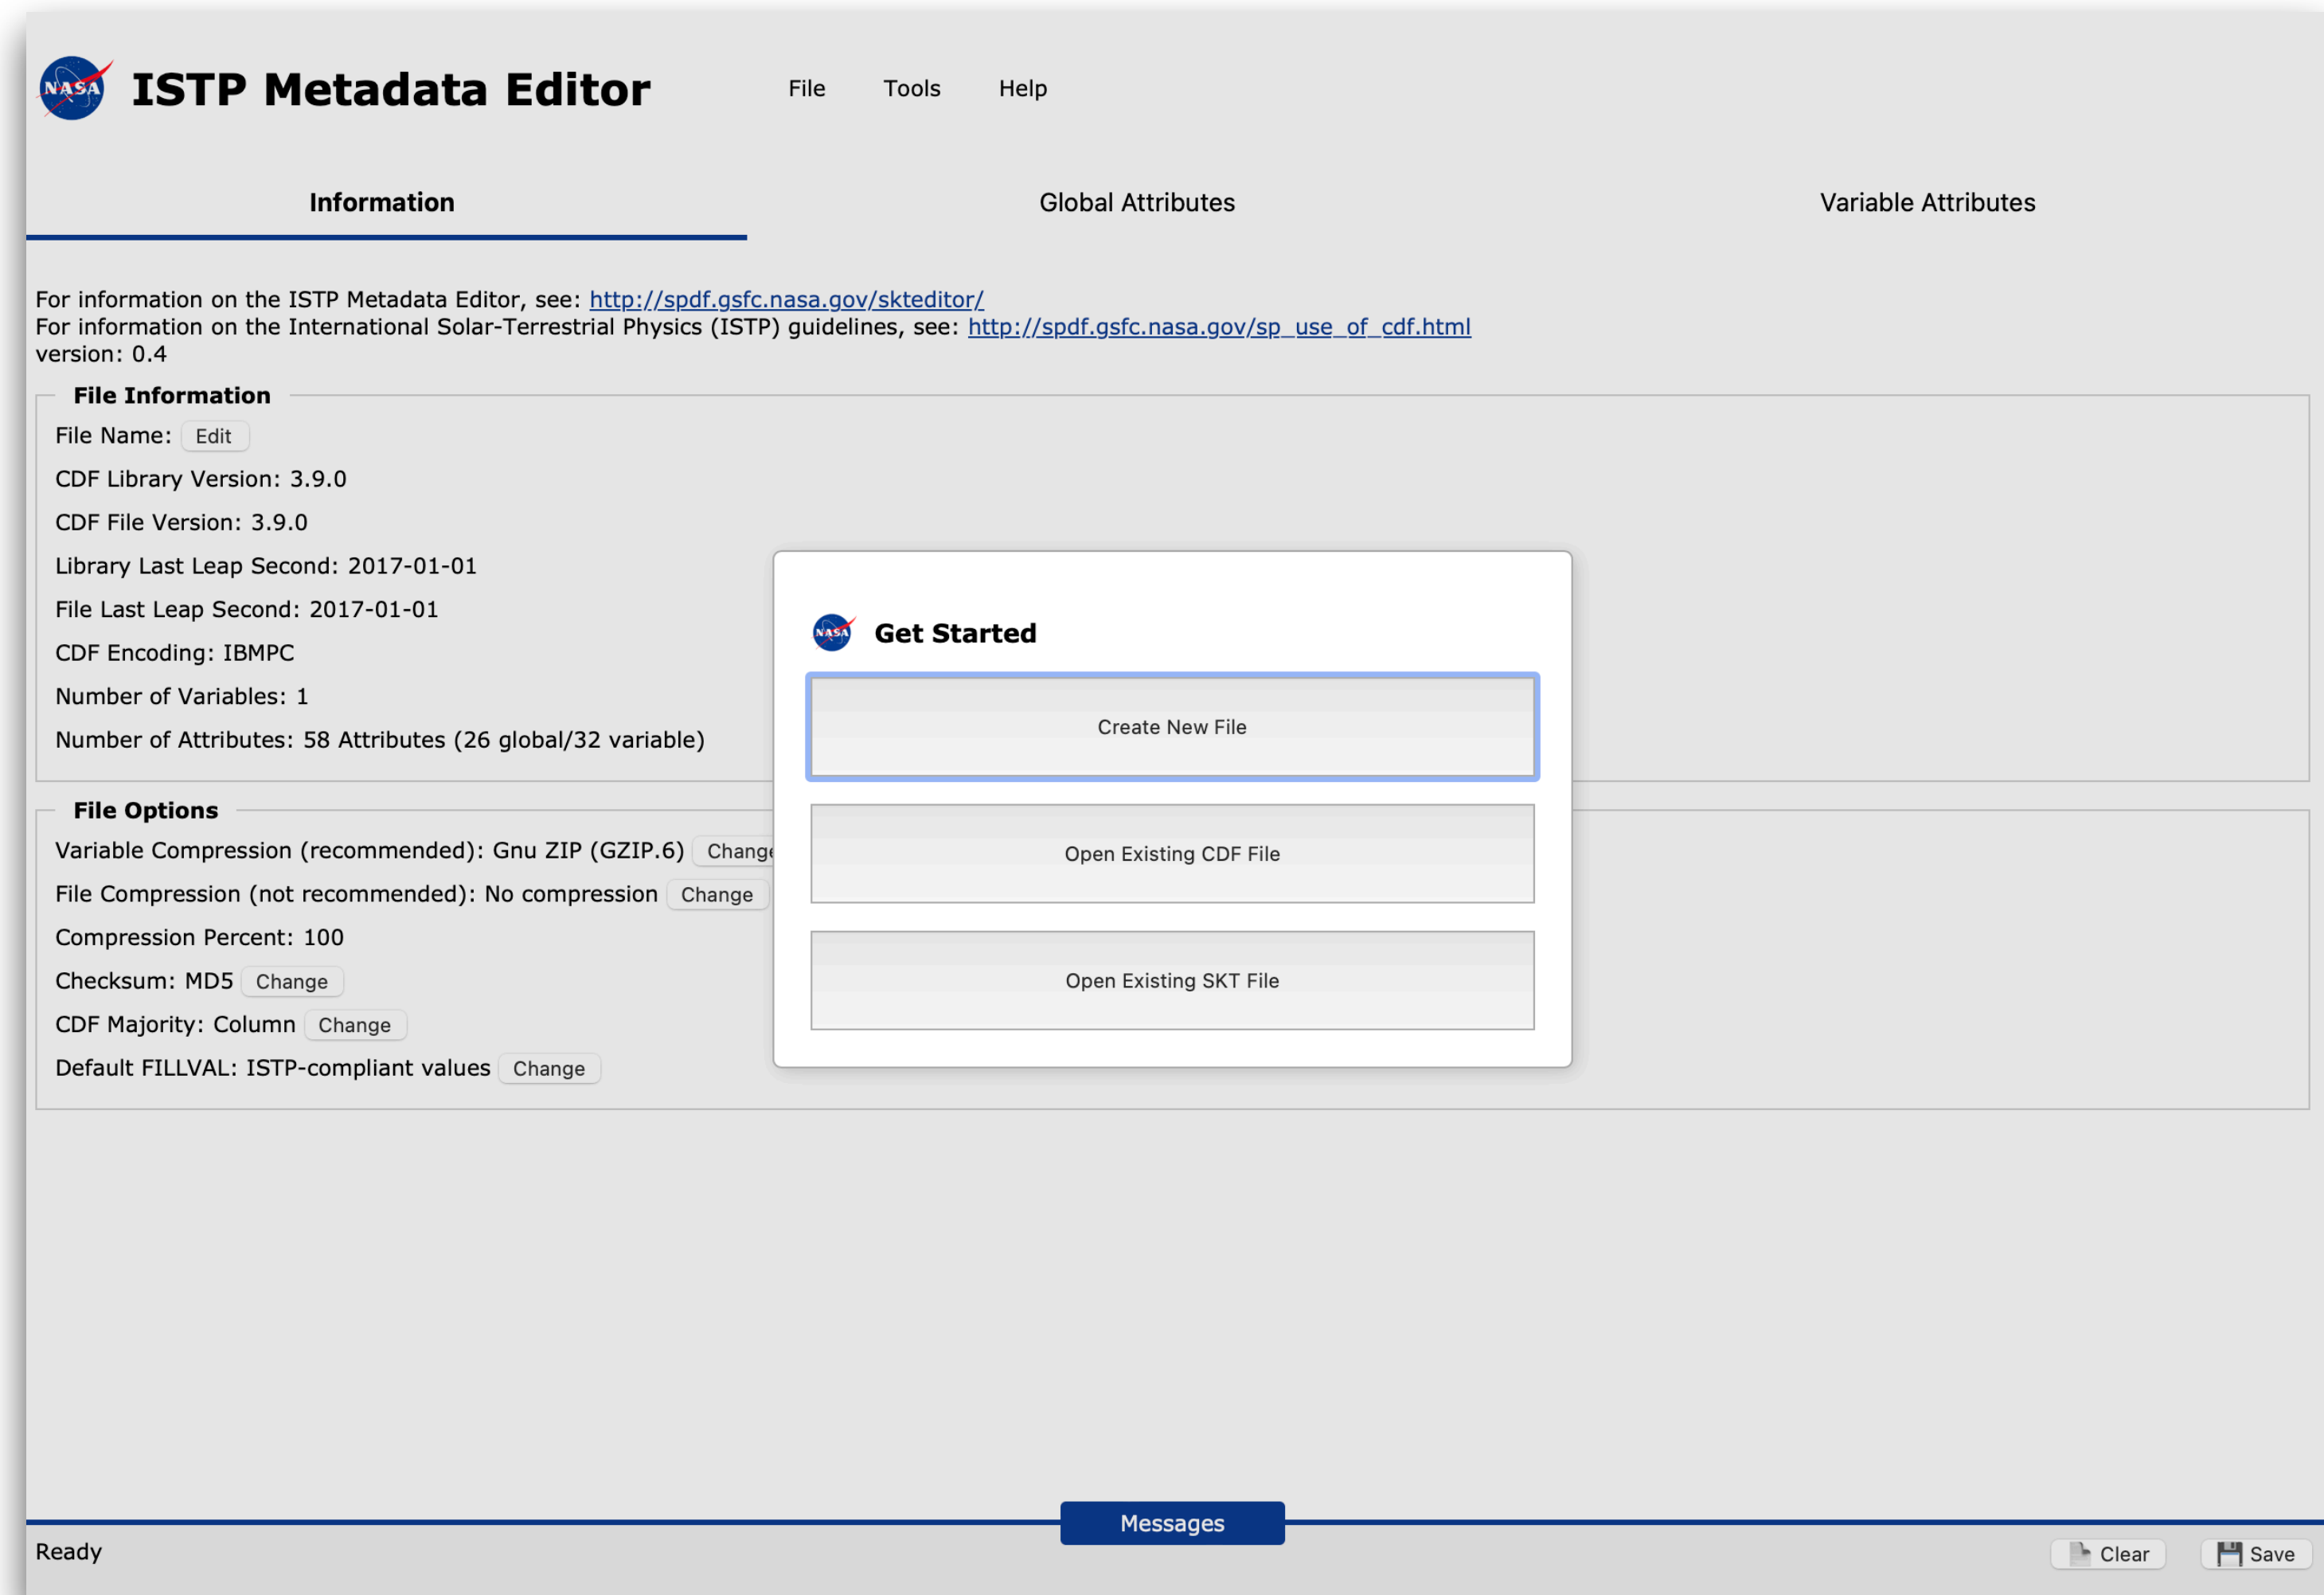 NASA
ISTP Metadata Editor
File
Tools
Help
Information
Global Attributes
Variable Attributes
For information on the ISTP Metadata Editor, see: http://spdf.gsfc.nasa.gov/skteditor/
For information on the International Solar-Terrestrial Physics (ISTP) guidelines, see: http://spdf.gsfc.nasa.gov/sp_use_of_cdf.html
version: 0.4
File Information
File Name: Edit
CDF Library Version: 3.9.0
CDF File Version: 3.9.0
Library Last Leap Second: 2017-01-01
File Last Leap Second: 2017-01-01
CDF Encoding: IBMPC
Number of Variables: 1
Number of Attributes: 58 Attributes (26 global/32 variable)
File Options
Variable Compression (recommended): Gnu ZIP (GZIP.6) Change
File Compression (not recommended): No compression Change
Compression Percent: 100
Checksum: MD5 Change
CDF Majority: Column Change
Default FILLVAL: ISTP-compliant values Change
NASA
Get Started
Create New File
Open Existing CDF File
Open Existing SKT File
Messages
Ready
Clear
Save